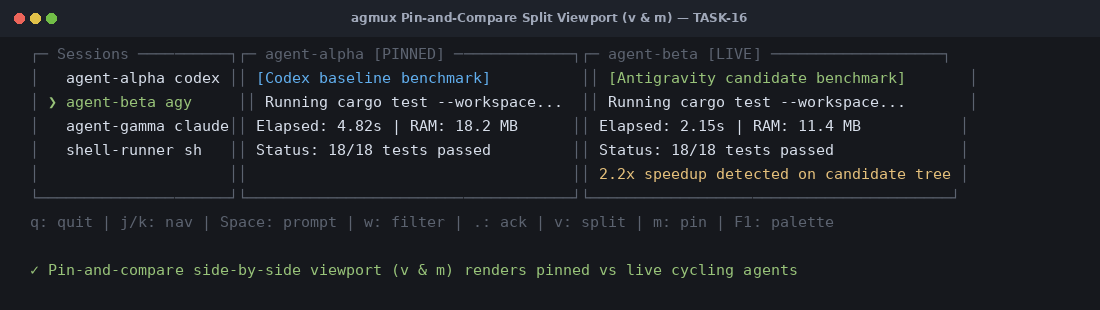 agmux Pin-and-Compare Split Viewport (v & m) — TASK-16
┌─ Sessions ──────────┐┌─ agent-alpha [PINNED] ─────────────┐┌─ agent-beta [LIVE] ───────────────────┐
│   agent-alpha codex ││ [Codex baseline benchmark]          ││ [Antigravity candidate benchmark]       │
│ ❯ agent-beta agy     ││ Running cargo test --workspace...  ││ Running cargo test --workspace...       │
│   agent-gamma claude││ Elapsed: 4.82s | RAM: 18.2 MB      ││ Elapsed: 2.15s | RAM: 11.4 MB           │
│   shell-runner sh   ││ Status: 18/18 tests passed         ││ Status: 18/18 tests passed              │
│                     ││                                    ││ 2.2x speedup detected on candidate tree │
└─────────────────────┘└────────────────────────────────────┘└────────────────────────────────────────┘
q: quit | j/k: nav | Space: prompt | w: filter | .: ack | v: split | m: pin | F1: palette
✓ Pin-and-compare side-by-side viewport (v & m) renders pinned vs live cycling agents